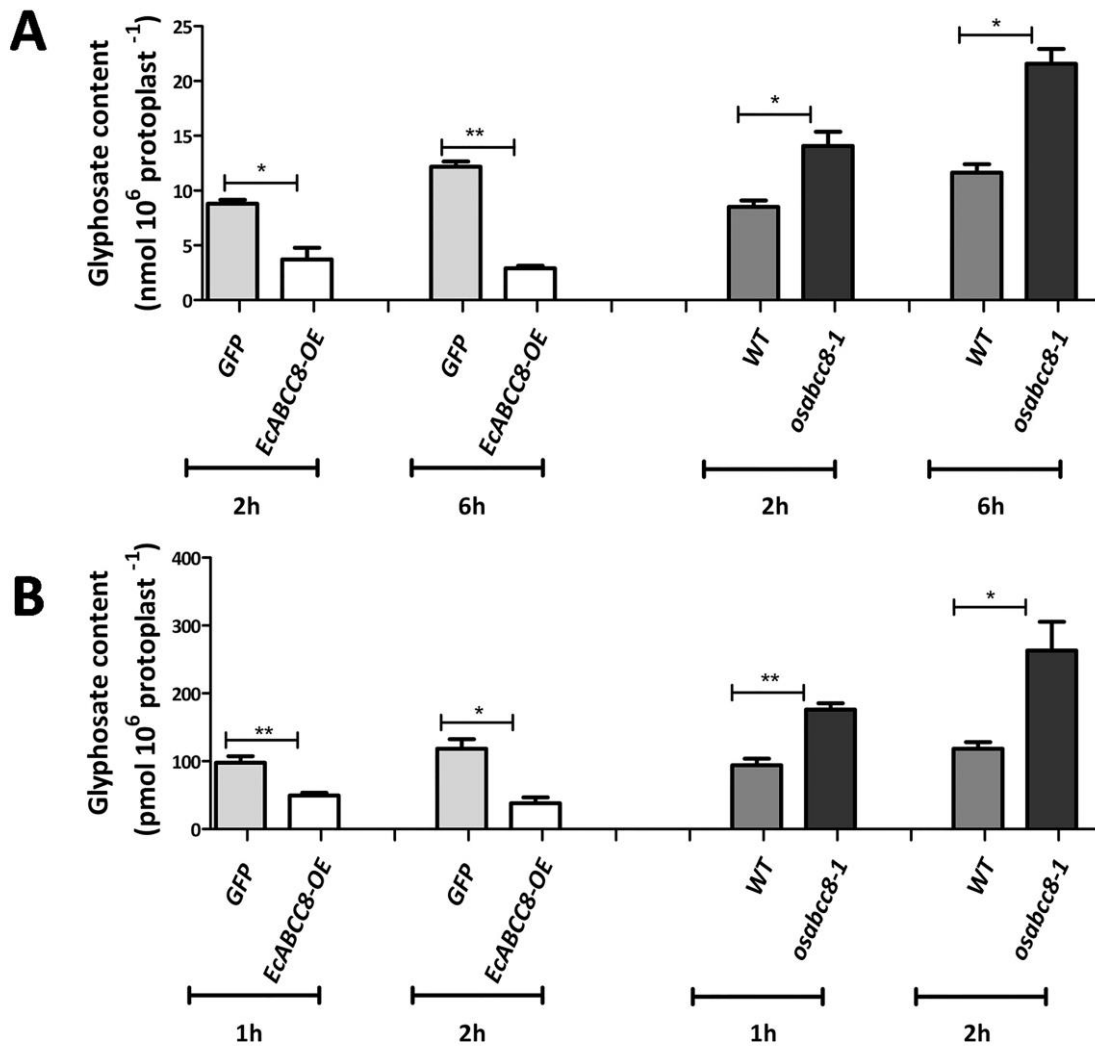 A
Glyphosate content
(nmol 10⁶ protoplast ⁻¹)
25
20
15
10
5
0
*
**
*
*
GFP
EcABCC8-OE
GFP
EcABCC8-OE
WT
osabcc8-1
WT
osabcc8-1
2h
6h
2h
6h
B
Glyphosate content
(pmol 10⁶ protoplast ⁻¹)
400
300
200
100
0
**
*
**
*
GFP
EcABCC8-OE
GFP
EcABCC8-OE
WT
osabcc8-1
WT
osabcc8-1
1h
2h
1h
2h